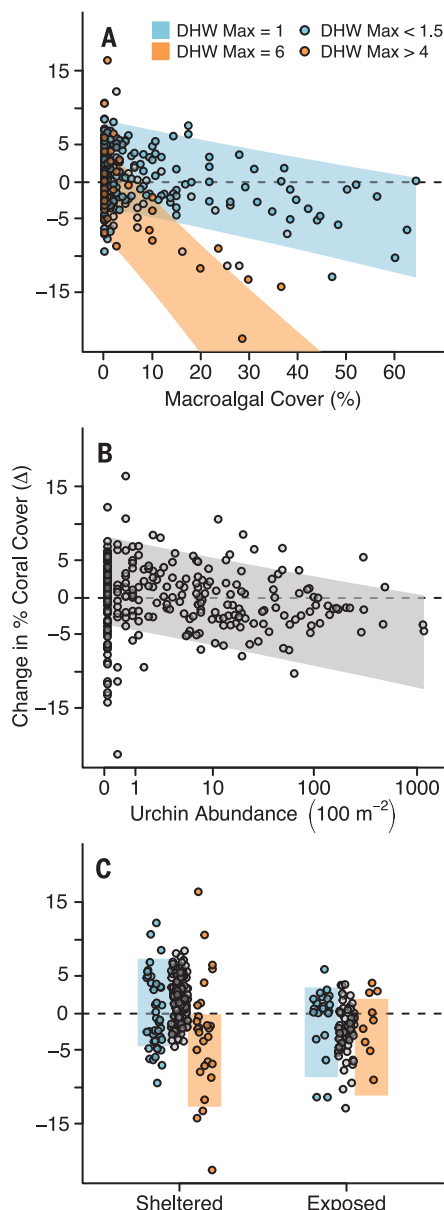 A
DHW Max = 1 DHW Max < 1.5
DHW Max = 6 DHW Max > 4
15
5
0
−5
−15
0 10 20 30 40 50 60
Macroalgal Cover (%)
B
Change in % Coral Cover (Δ)
15
5
0
−5
−15
0 1 10 100 1000
Urchin Abundance (100 m⁻²)
C
15
5
0
−5
−15
Sheltered Exposed